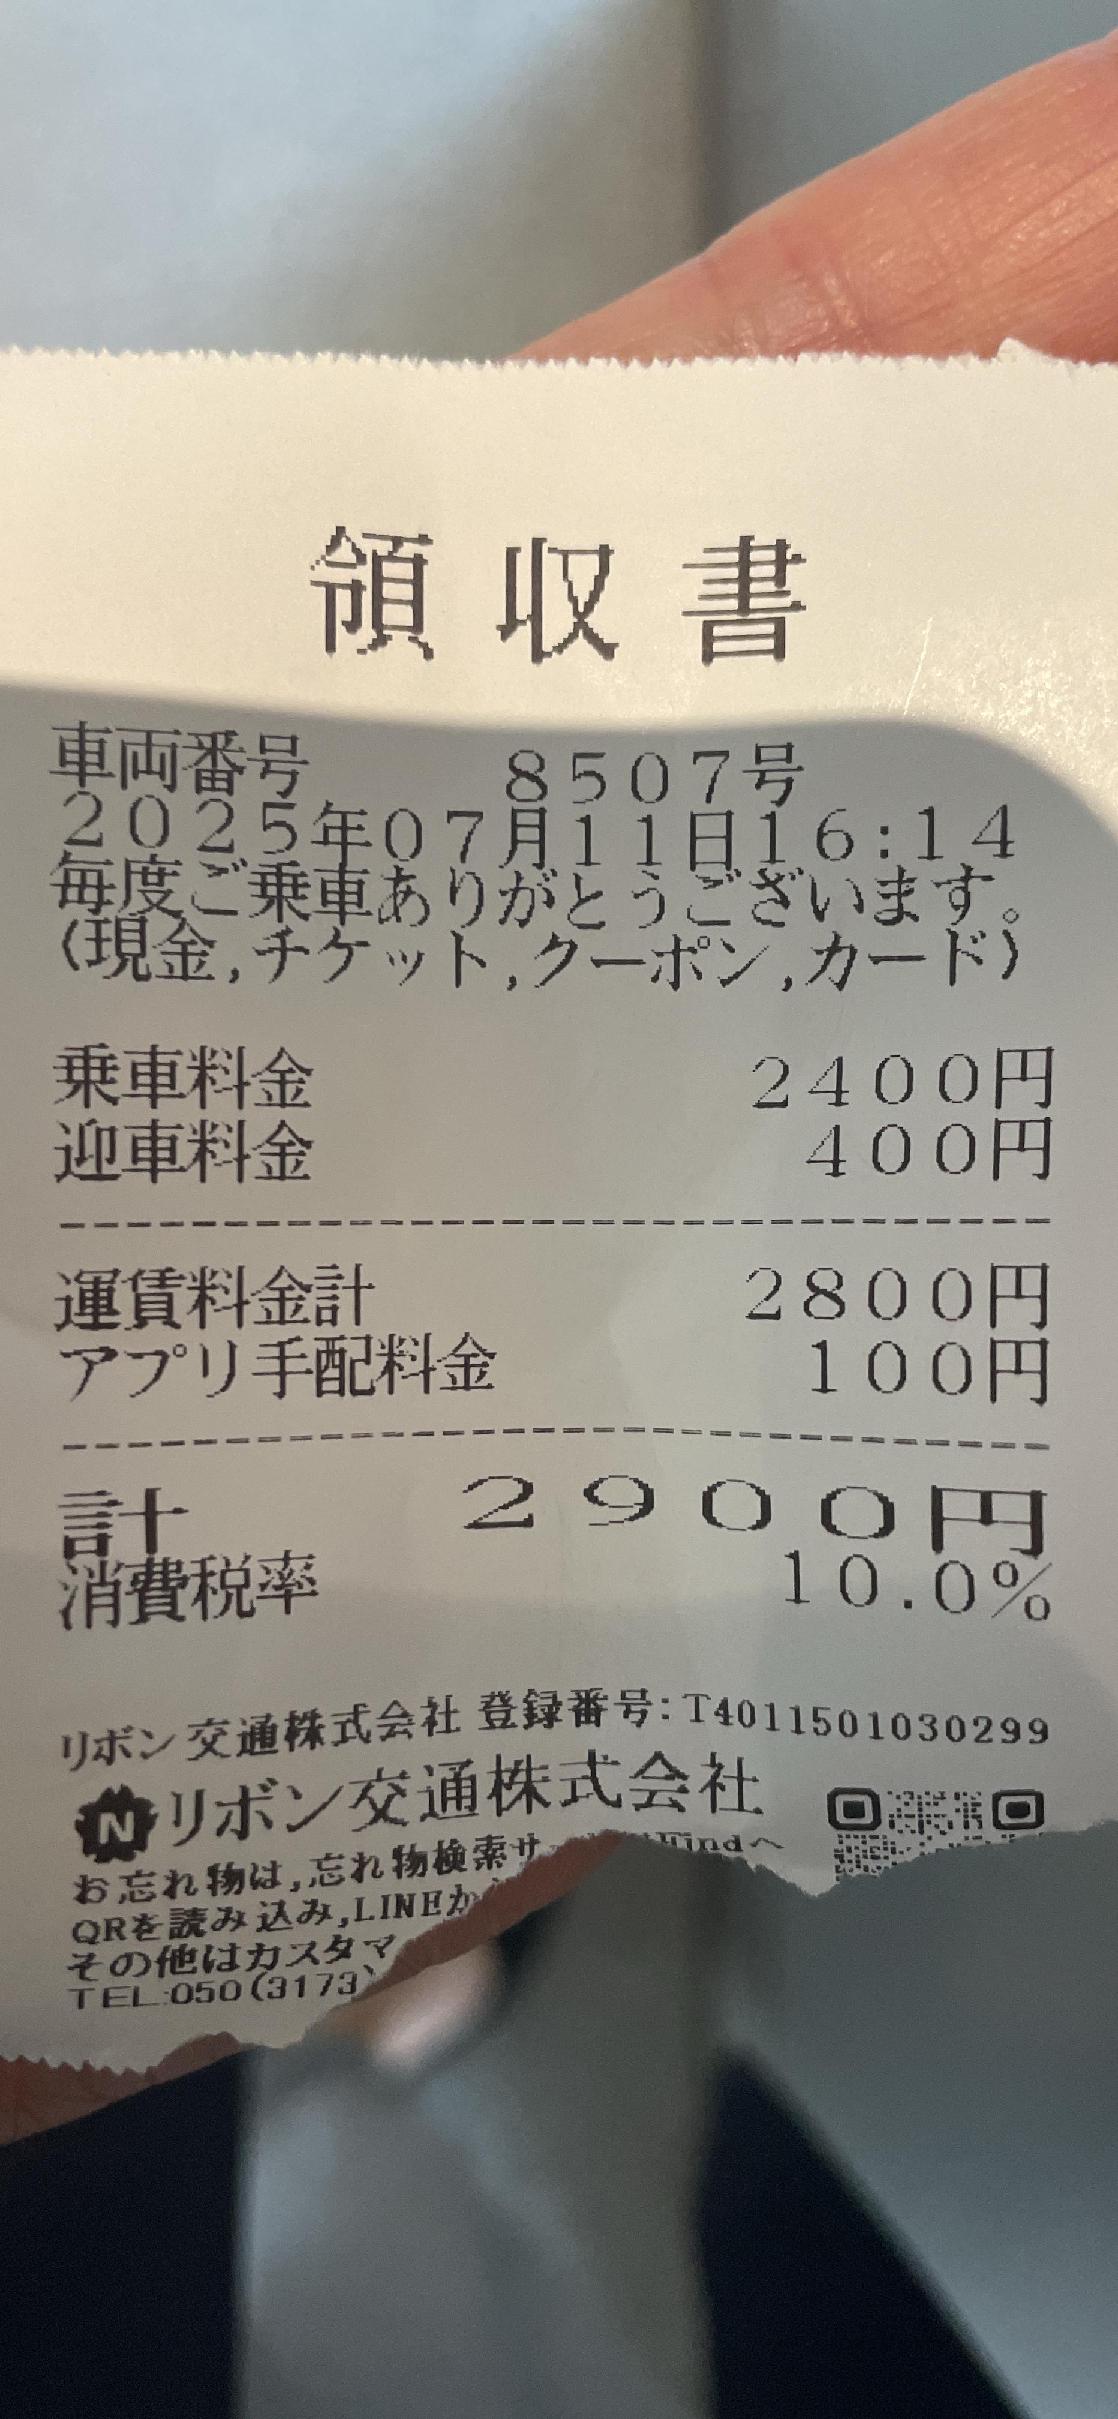 領収書
車両番号 8507号
2025年07月11日16:14
毎度ご乗車ありがとうございます。
(現金,チケット,クーポン,カード)
乗車料金 2400円
迎車料金 400円
運賃料金計 2800円
アプリ手配料金 100円
計 2900円
消費税率 10.0%
リボン交通株式会社 登録番号:T4011501030299
N リボン交通株式会社
お忘れ物は,忘れ物検索サ findへ
QRを読み込み,LINEか
その他はカスタマ
TEL:050(3173)